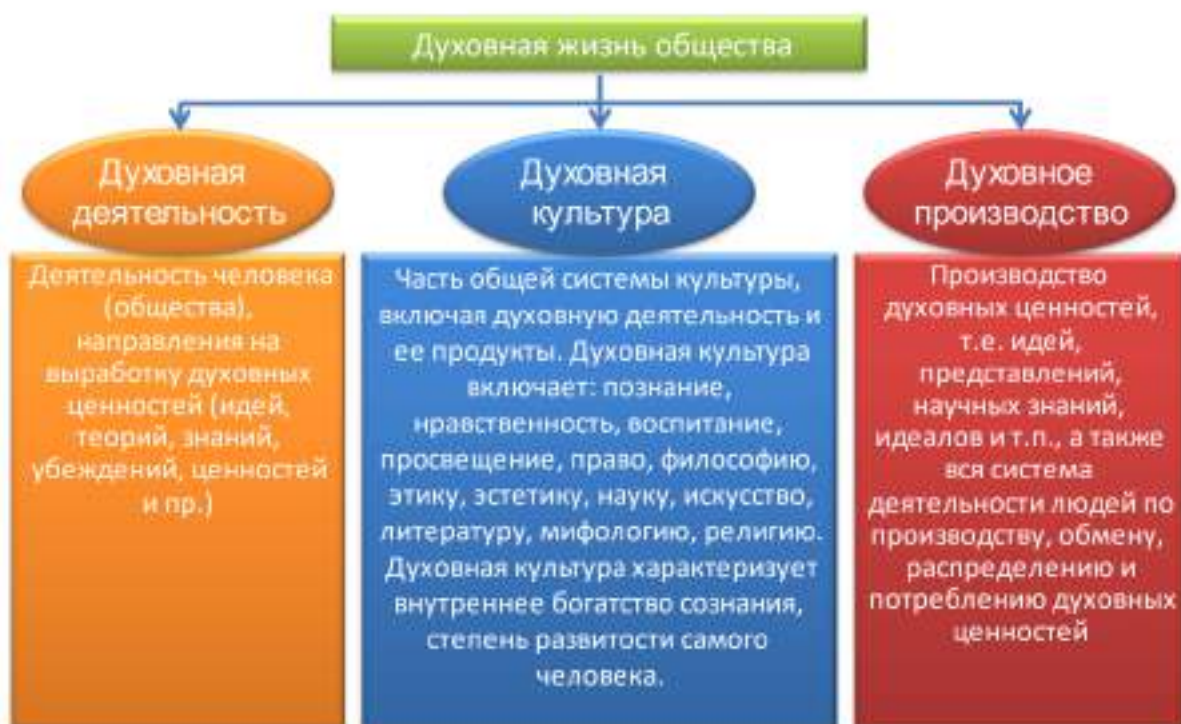 Духовная жизнь общества
Духовная
деятельность
Деятельность человека
(общества),
направления на
выработку духовных
ценностей (идей,
теорий, знаний,
убеждений, ценностей
и пр.)
Духовная
культура
Часть общей системы культуры,
включая духовную деятельность и
ее продукты. Духовная культура
включает: познание,
нравственность, воспитание,
просвещение, право, философию,
этику, эстетику, науку, искусство,
литературу, мифологию, религию.
Духовная культура характеризует
внутреннее богатство сознания,
степень развитости самого
человека.
Духовное
производство
Производство
духовных ценностей,
т.е. идей,
представлений,
научных знаний,
идеалов и т.п., а также
вся система
деятельности людей по
производству, обмену,
распределению и
потреблению духовных
ценностей